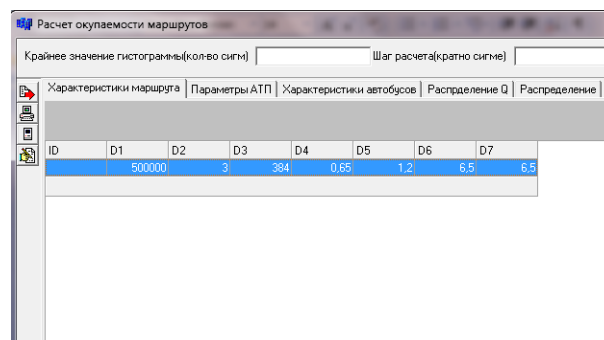 Расчет окупаемости маршрутов
Крайнее значение гистограммы(кол-во сигм) Шаг расчета(кратно сигме)
Характеристики маршрута Параметры АТП Характеристики автобусов Распрделение Q Распределение
ID D1 D2 D3 D4 D5 D6 D7
500000 3 384 0,65 1,2 6,5 6,5